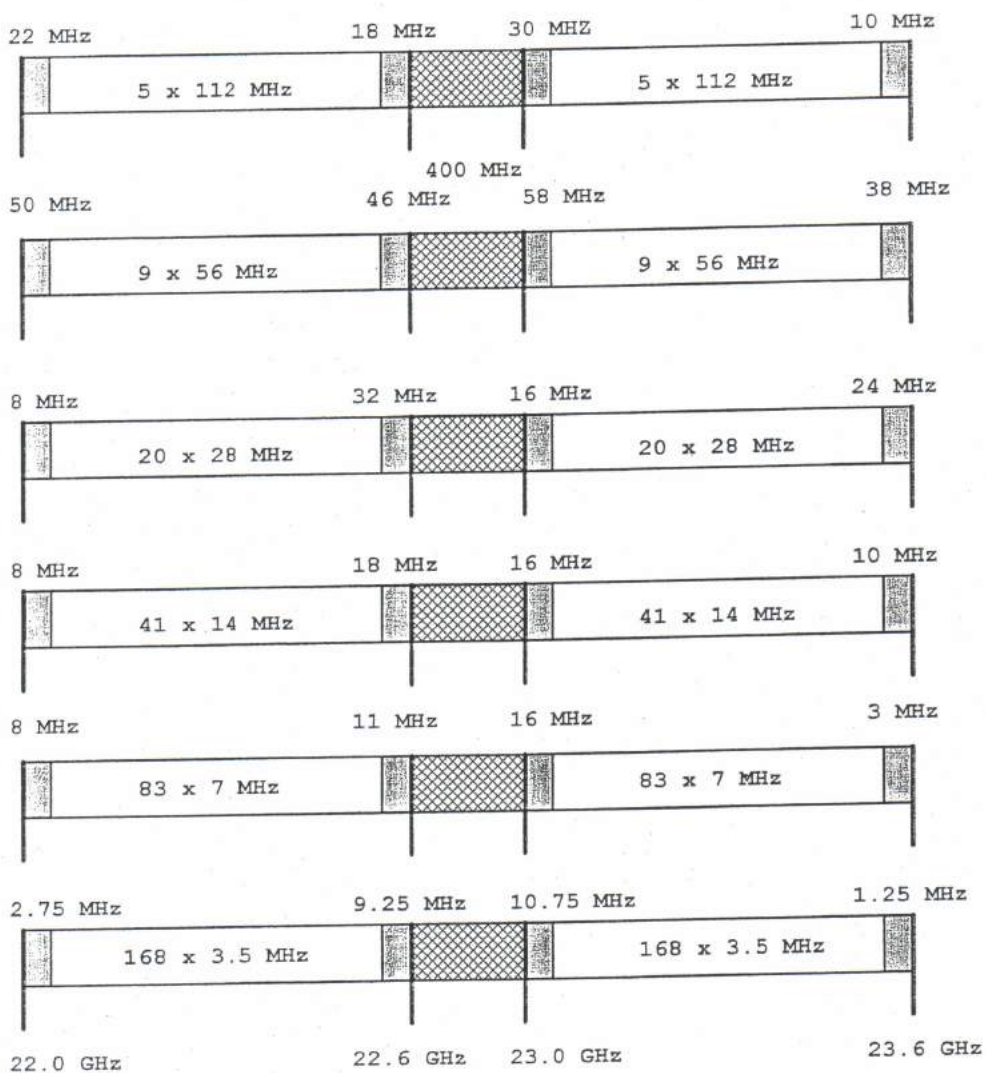 22 MHz 18 MHz 30 MHZ 10 MHz
5 x 112 MHz 5 x 112 MHz
400 MHz
50 MHz 46 MHz 58 MHz 38 MHz
9 x 56 MHz 9 x 56 MHz
8 MHz 32 MHz 16 MHz 24 MHz
20 x 28 MHz 20 x 28 MHz
8 MHz 18 MHz 16 MHz 10 MHz
41 x 14 MHz 41 x 14 MHz
8 MHz 11 MHz 16 MHz 3 MHz
83 x 7 MHz 83 x 7 MHz
2.75 MHz 9.25 MHz 10.75 MHz 1.25 MHz
168 x 3.5 MHz 168 x 3.5 MHz
22.0 GHz 22.6 GHz 23.0 GHz 23.6 GHz